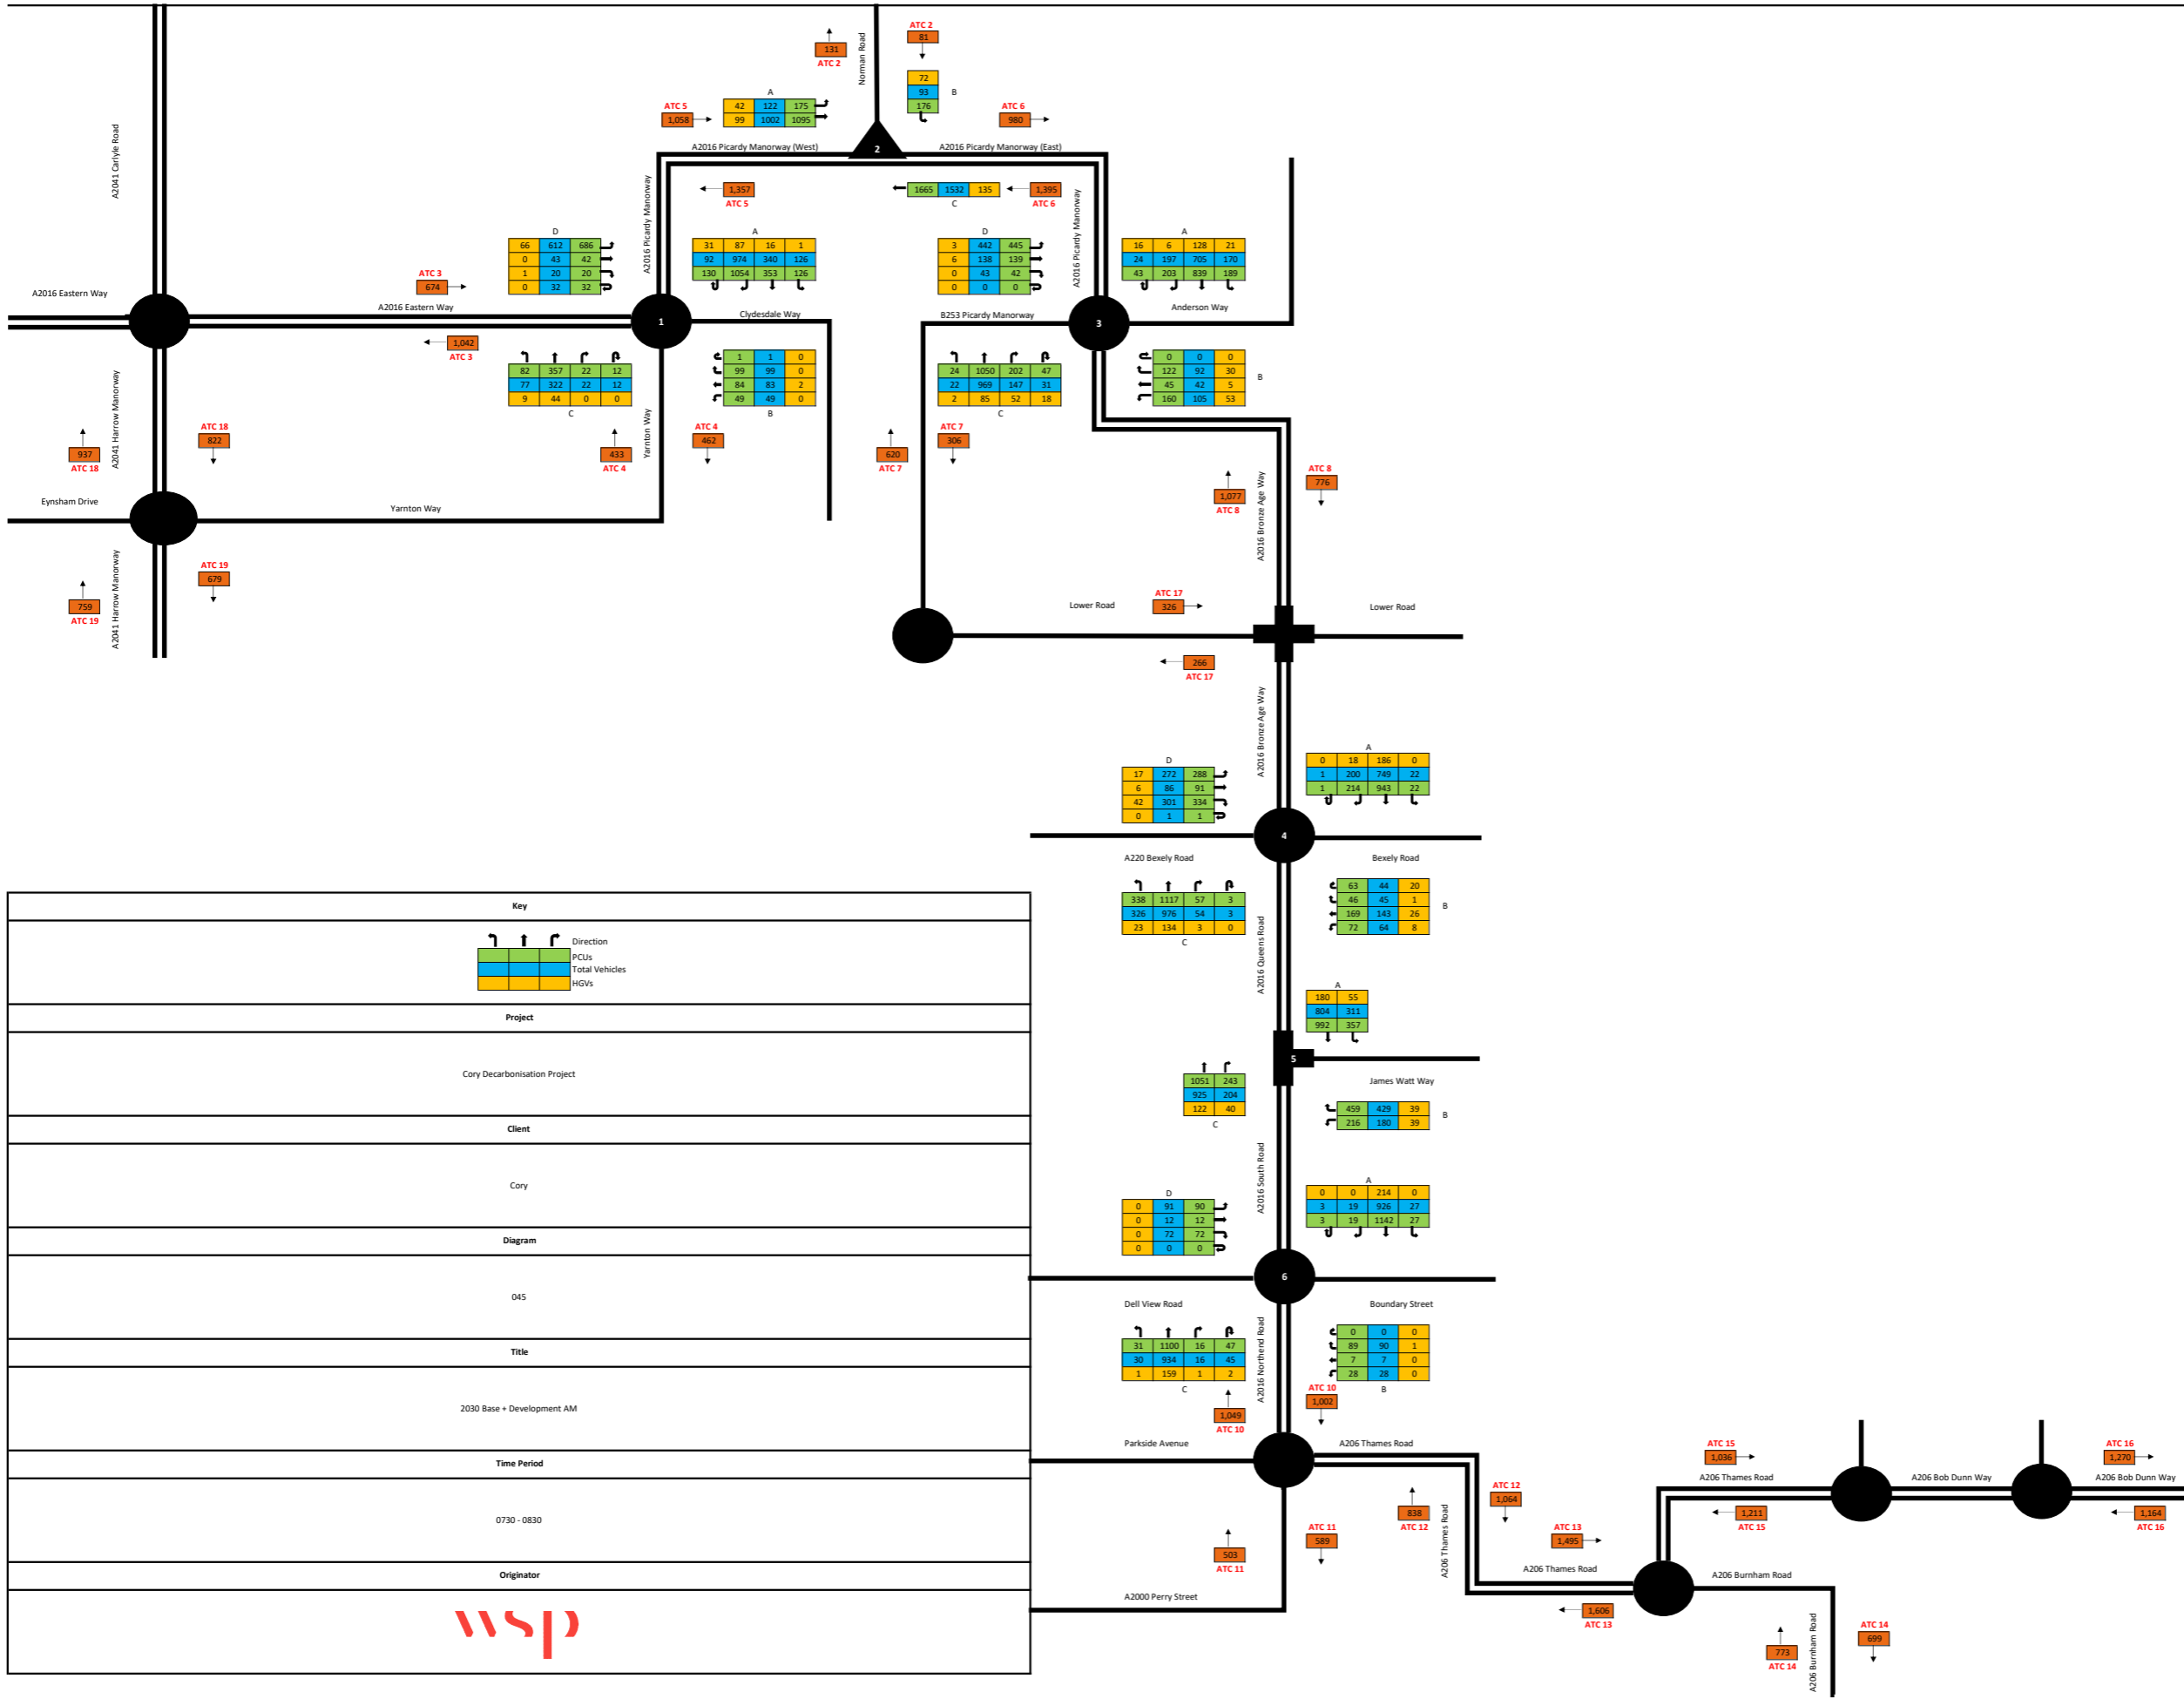 ATC 2
81
131
ATC 2
Norman Road
72
93
176
B
A
42 122 175
99 1002 1095
ATC 5
1,058
ATC 6
980
A2016 Picardy Manorway (West)
2
A2016 Picardy Manorway (East)
1,357
ATC 5
1665 1532 135
C
1,395
ATC 6
A2041 Carlyle Road
A2016 Picardy Manorway
A2016 Picardy Manorway
D
66 612 686
0 43 42
1 20 20
0 32 32
A
31 87 16 1
92 974 340 126
130 1054 353 126
D
3 442 445
6 138 139
0 43 42
0 0 0
A
16 6 128 21
24 197 705 170
43 203 839 189
ATC 3
674
A2016 Eastern Way
A2016 Eastern Way
1
Clydesdale Way
B253 Picardy Manorway
3
Anderson Way
1,042
ATC 3
82 357 22 12
77 322 22 12
9 44 0 0
C
1 1 0
99 99 0
84 83 2
49 49 0
B
24 1050 202 47
22 969 147 31
2 85 52 18
C
0 0 0
122 92 30
45 42 5
160 105 53
B
A2041 Harrow Manorway
937
ATC 18
ATC 18
822
433
ATC 4
Yarnton Way
ATC 4
462
620
ATC 7
ATC 7
306
1,077
ATC 8
A2016 Bronze Age Way
ATC 8
776
Eynsham Drive
Yarnton Way
759
ATC 19
A2041 Harrow Manorway
ATC 19
679
Lower Road
ATC 17
326
Lower Road
266
ATC 17
A2016 Bronze Age Way
D
17 272 288
6 86 91
42 301 334
0 1 1
A
0 18 186 0
1 200 749 22
1 214 943 22
4
A220 Bexely Road
Bexely Road
338 1117 57 3
326 976 54 3
23 134 3 0
C
A2016 Queens Road
63 44 20
46 45 1
169 143 26
72 64 8
B
A
180 55
804 311
992 357
5
James Watt Way
1051 243
925 204
122 40
C
459 429 39
216 180 39
B
A2016 South Road
D
0 91 90
0 12 12
0 72 72
0 0 0
A
0 0 214 0
3 19 926 27
3 19 1142 27
6
Dell View Road
Boundary Street
31 1100 16 47
30 934 16 45
1 159 1 2
C
A2016 Northend Road
0 0 0
89 90 1
7 7 0
28 28 0
B
1,049
ATC 10
ATC 10
1,002
Parkside Avenue
A206 Thames Road
503
ATC 11
ATC 11
589
A2000 Perry Street
838
ATC 12
A206 Thames Road
ATC 12
1,064
ATC 13
1,495
A206 Thames Road
1,606
ATC 13
ATC 15
1,036
A206 Thames Road
1,211
ATC 15
A206 Bob Dunn Way
ATC 16
1,270
A206 Bob Dunn Way
1,164
ATC 16
A206 Burnham Road
773
ATC 14
A206 Burnham Road
ATC 14
699
Key
Direction
PCUs
Total Vehicles
HGVs
Project
Cory Decarbonisation Project
Client
Cory
Diagram
045
Title
2030 Base + Development AM
Time Period
0730 - 0830
Originator
wsp